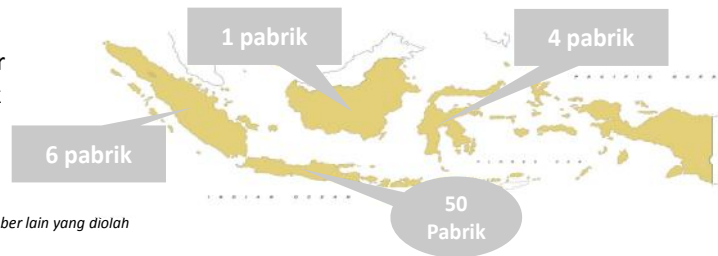 1 pabrik
4 pabrik
r
6 pabrik
50
Pabrik
ber lain yang diolah